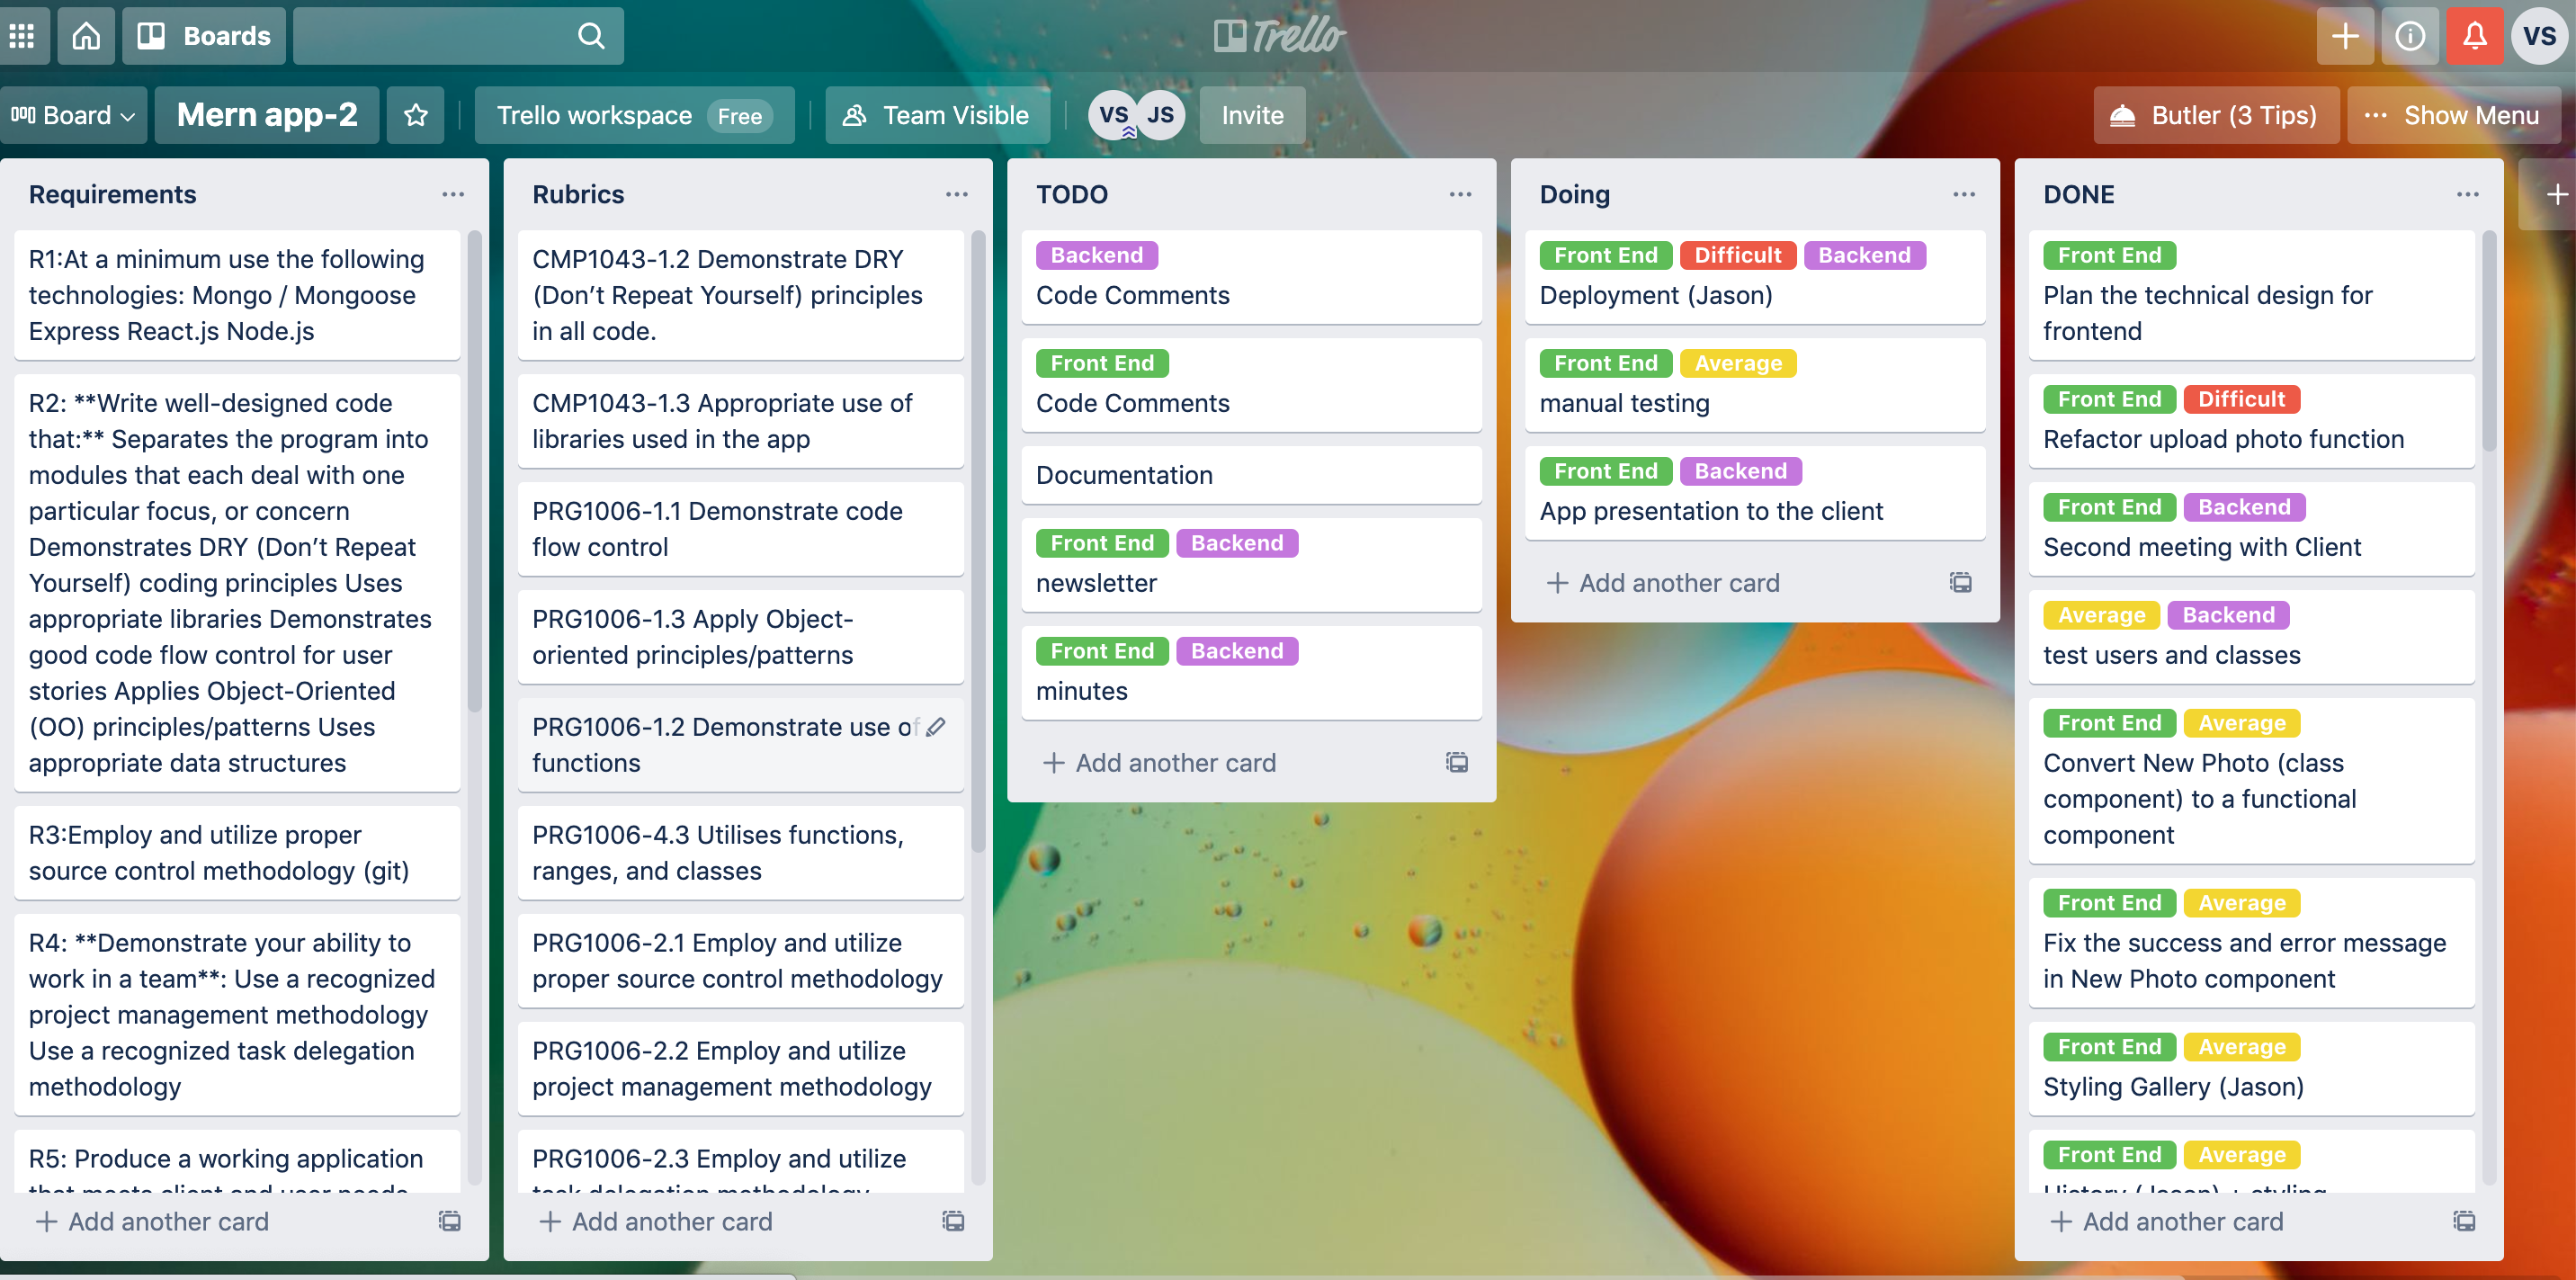 Boards
Trello
VS
Board
Mern app-2
Trello workspace Free
Team Visible
VS JS
Invite
Butler (3 Tips)
Show Menu
Requirements
R1:At a minimum use the following
technologies: Mongo / Mongoose
Express React.js Node.js
R2: **Write well-designed code
that:** Separates the program into
modules that each deal with one
particular focus, or concern
Demonstrates DRY (Don’t Repeat
Yourself) coding principles Uses
appropriate libraries Demonstrates
good code flow control for user
stories Applies Object-Oriented
(OO) principles/patterns Uses
appropriate data structures
R3:Employ and utilize proper
source control methodology (git)
R4: **Demonstrate your ability to
work in a team**: Use a recognized
project management methodology
Use a recognized task delegation
methodology
R5: Produce a working application
that meets client and user needs
Add another card
Rubrics
CMP1043-1.2 Demonstrate DRY
(Don’t Repeat Yourself) principles
in all code.
CMP1043-1.3 Appropriate use of
libraries used in the app
PRG1006-1.1 Demonstrate code
flow control
PRG1006-1.3 Apply Object-
oriented principles/patterns
PRG1006-1.2 Demonstrate use of
functions
PRG1006-4.3 Utilises functions,
ranges, and classes
PRG1006-2.1 Employ and utilize
proper source control methodology
PRG1006-2.2 Employ and utilize
project management methodology
PRG1006-2.3 Employ and utilize
task delegation methodology
Add another card
TODO
Backend
Code Comments
Front End
Code Comments
Documentation
Front End Backend
newsletter
Front End Backend
minutes
Add another card
Doing
Front End Difficult Backend
Deployment (Jason)
Front End Average
manual testing
Front End Backend
App presentation to the client
Add another card
DONE
Front End
Plan the technical design for
frontend
Front End Difficult
Refactor upload photo function
Front End Backend
Second meeting with Client
Average Backend
test users and classes
Front End Average
Convert New Photo (class
component) to a functional
component
Front End Average
Fix the success and error message
in New Photo component
Front End Average
Styling Gallery (Jason)
Front End Average
History (Jason) + styling
Add another card